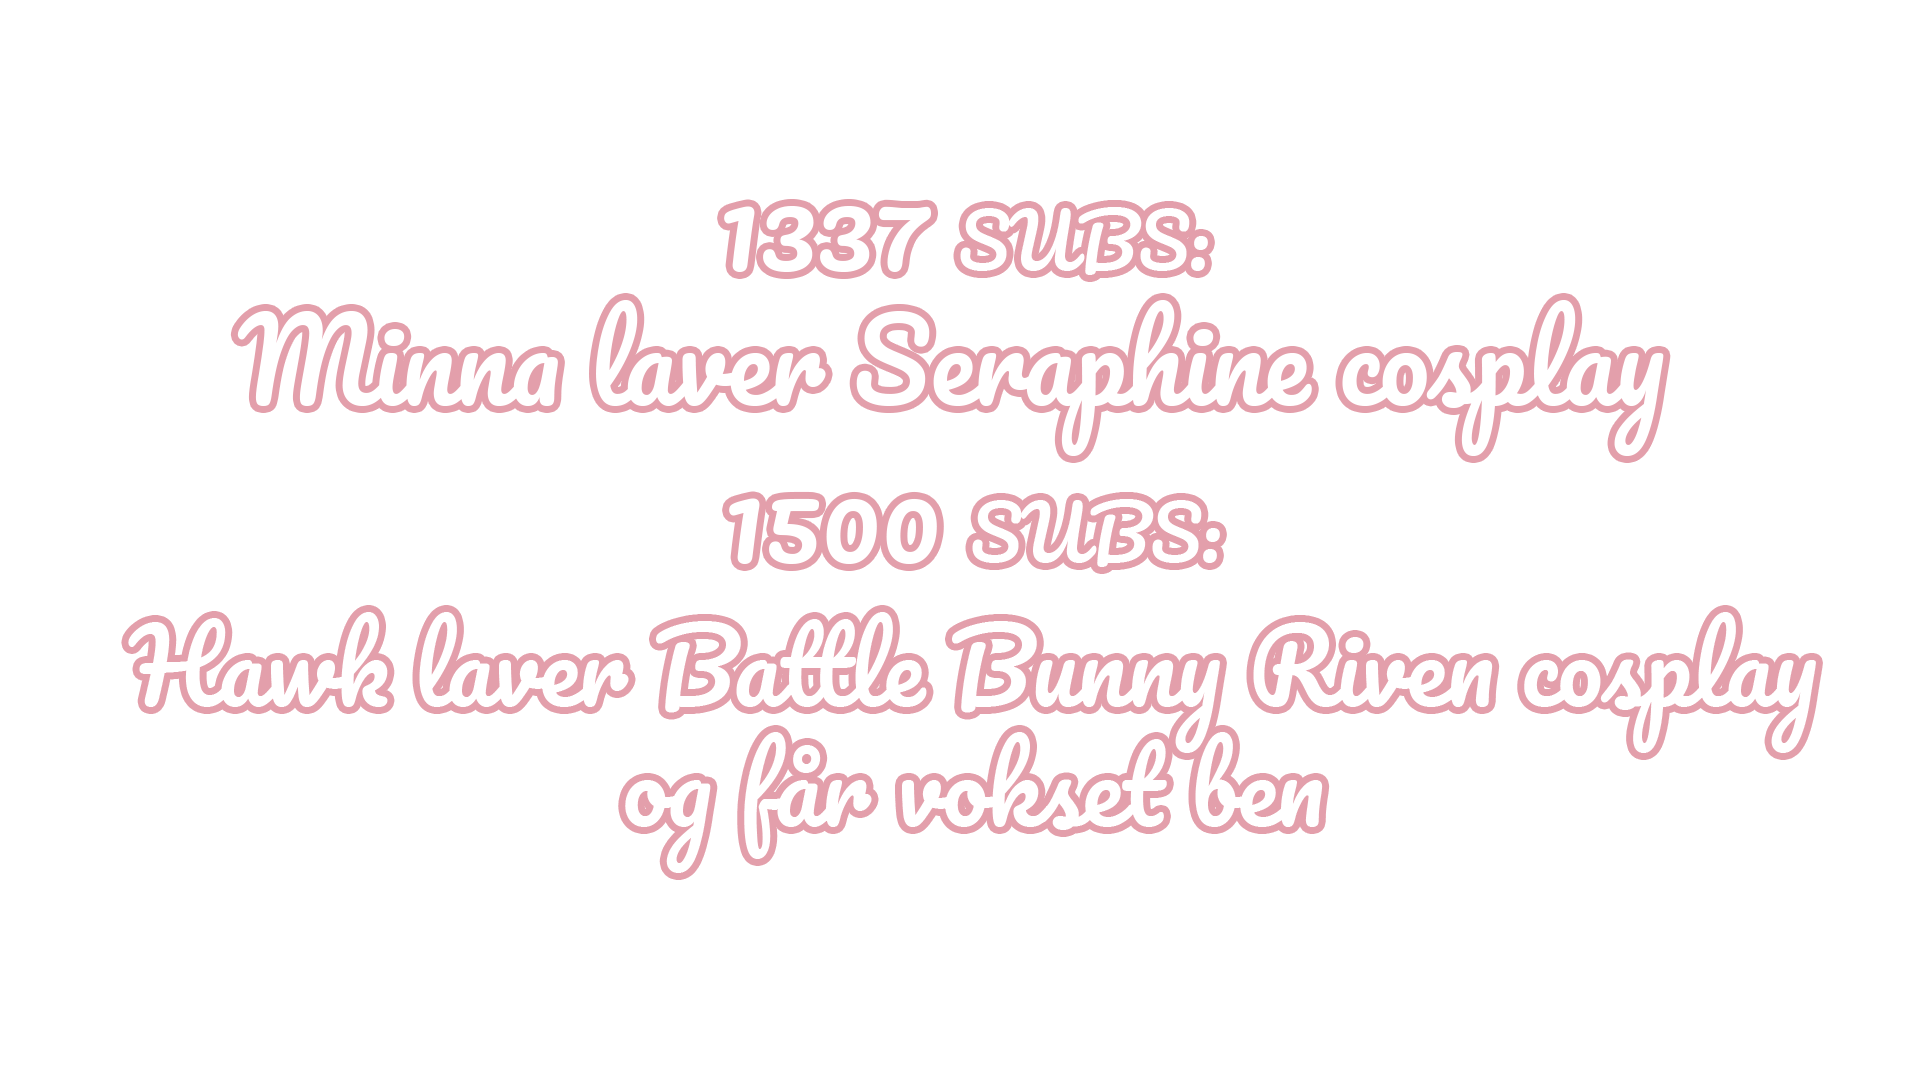 1337 SUBS:
Minna laver Seraphine cosplay
1500 SUBS:
Hawk laver Battle Bunny Riven cosplay
og får vokset ben